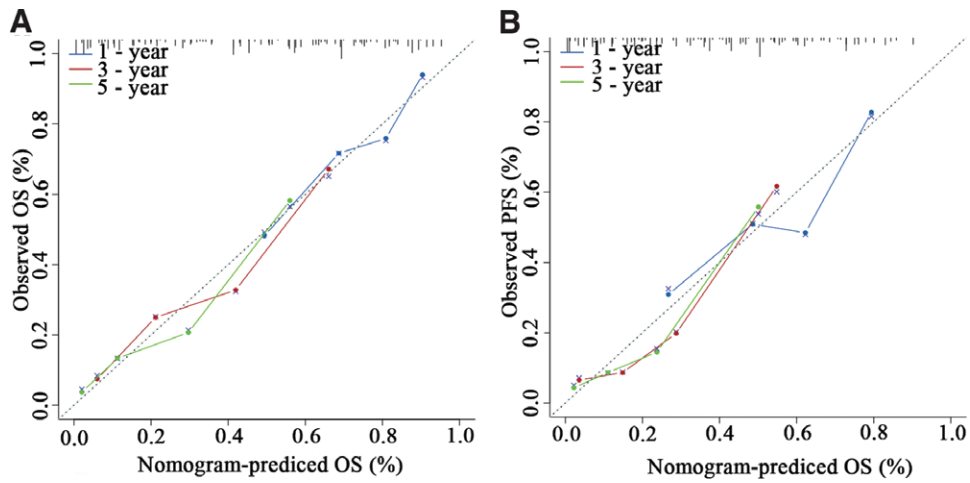 A
1 - year
3 - year
5 - year
Observed OS (%)
0.0 0.2 0.4 0.6 0.8 1.0
0.0 0.2 0.4 0.6 0.8 1.0
Nomogram-prediced OS (%)
B
1 - year
3 - year
5 - year
Observed PFS (%)
0.0 0.2 0.4 0.6 0.8 1.0
0.0 0.2 0.4 0.6 0.8 1.0
Nomogram-prediced OS (%)